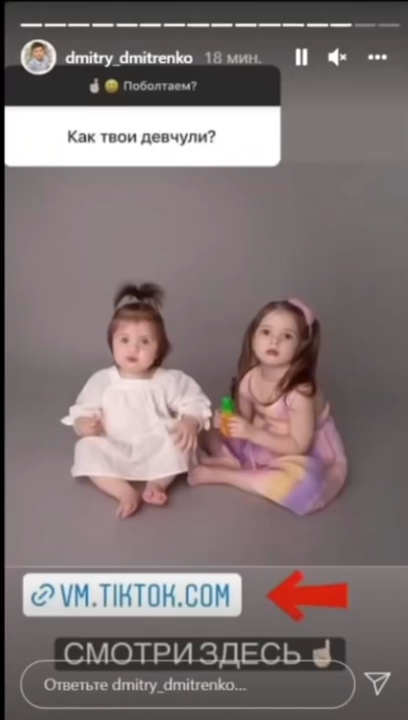 dmitry_dmitrenko 18 мин.
☝🏻😄 Поболтаем?
Как твои девчули?
VM.TIKTOK.COM
СМОТРИ ЗДЕСЬ ☝🏻
Ответьте dmitry_dmitrenko...